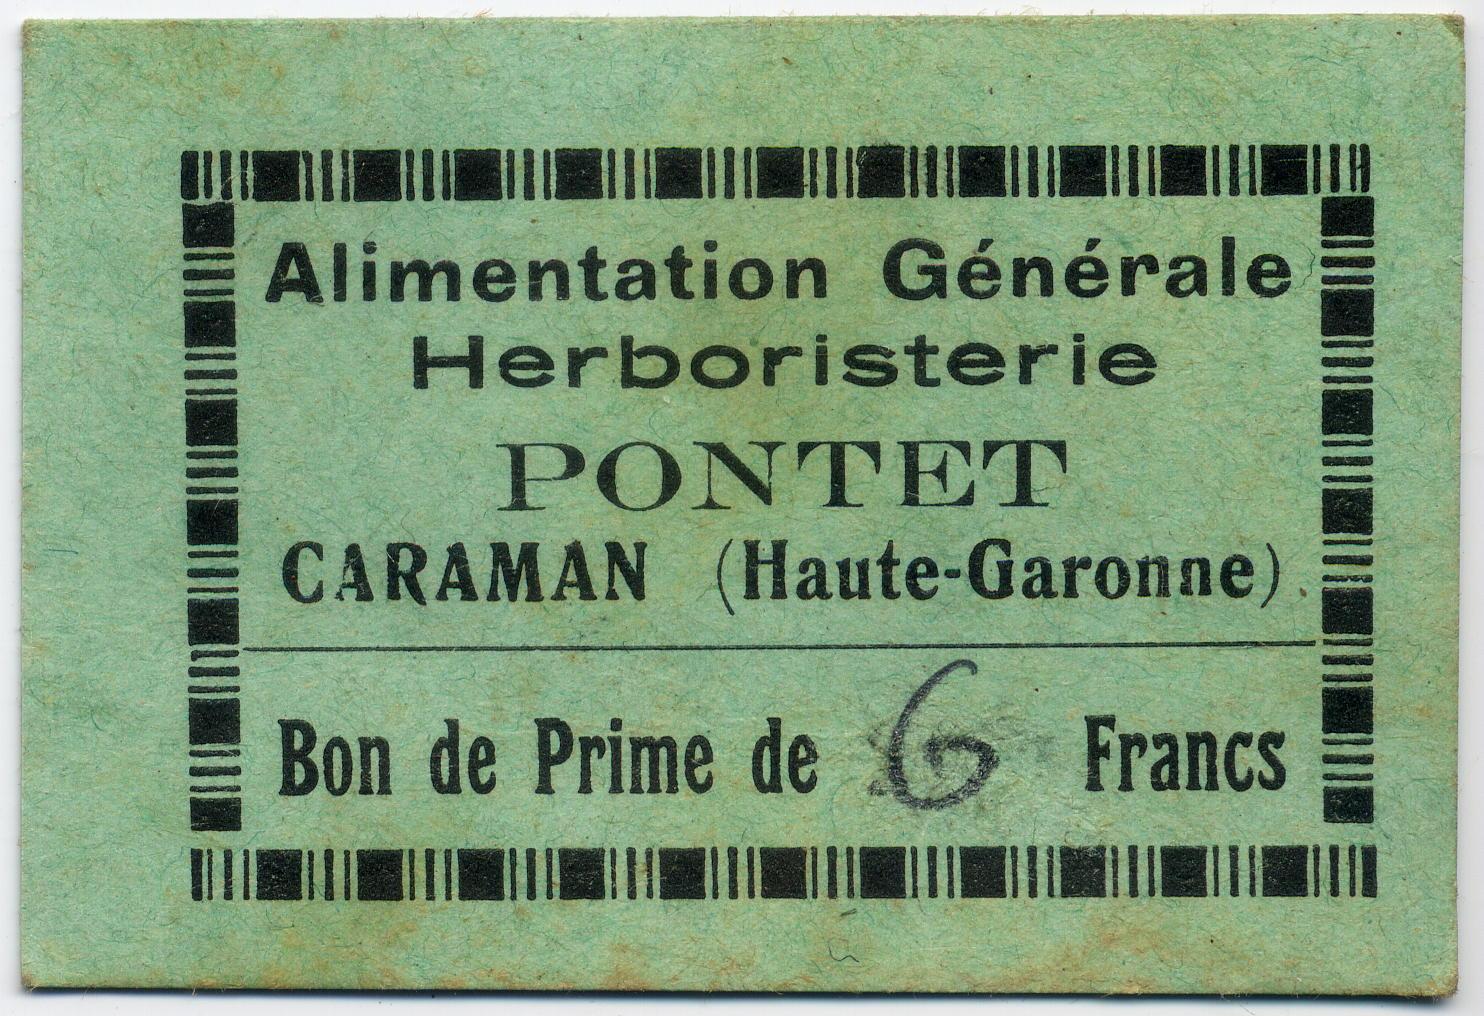 Alimentation Générale
Herboristerie
PONTET
CARAMAN (Haute-Garonne)
Bon de Prime de 6 Francs